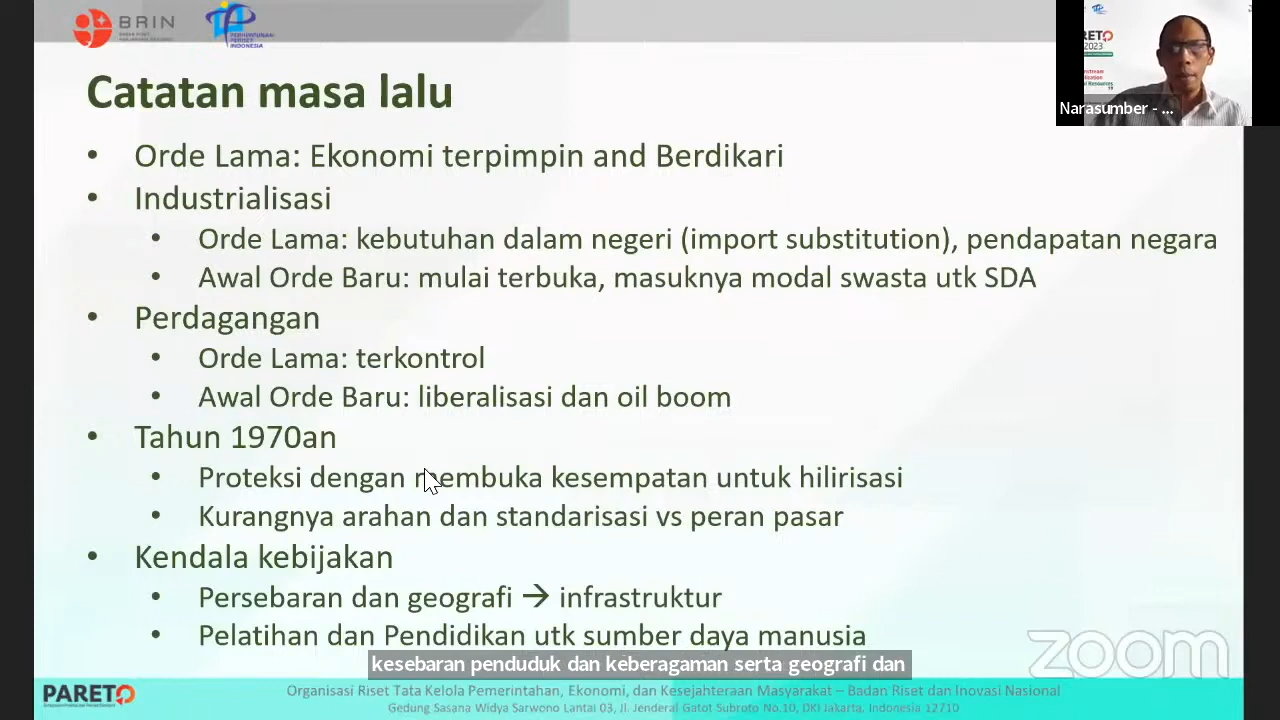 BRIN
PERHIMPUNAN
PERISET
INDONESIA
RETO
2023
Narasumber - ...
Catatan masa lalu
• Orde Lama: Ekonomi terpimpin and Berdikari
• Industrialisasi
• Orde Lama: kebutuhan dalam negeri (import substitution), pendapatan negara
• Awal Orde Baru: mulai terbuka, masuknya modal swasta utk SDA
• Perdagangan
• Orde Lama: terkontrol
• Awal Orde Baru: liberalisasi dan oil boom
• Tahun 1970an
• Proteksi dengan membuka kesempatan untuk hilirisasi
• Kurangnya arahan dan standarisasi vs peran pasar
• Kendala kebijakan
• Persebaran dan geografi → infrastruktur
• Pelatihan dan Pendidikan utk sumber daya manusia
zoom
kesebaran penduduk dan keberagaman serta geografi dan
PARETO
Organisasi Riset Tata Kelola Pemerintahan, Ekonomi, dan Kesejahteraan Masyarakat – Badan Riset dan Inovasi Nasional
Gedung Sasana Widya Sarwono Lantai 03, Jl. Jenderal Gatot Subroto No.10, DKI Jakarta, Indonesia 12710